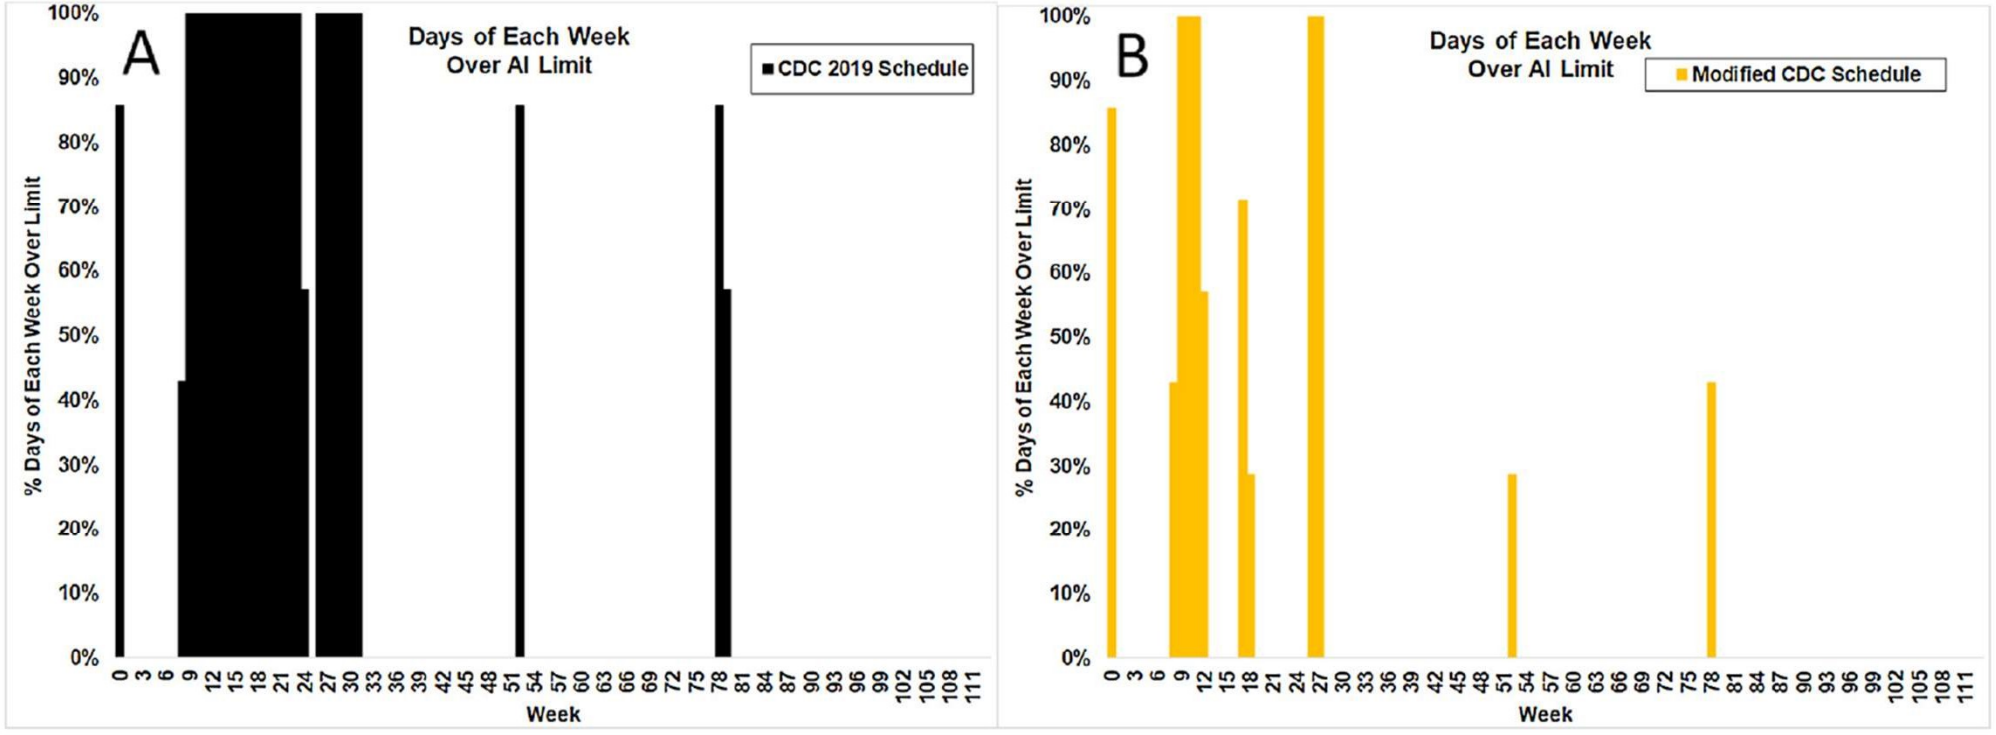 A
Days of Each Week
Over Al Limit
CDC 2019 Schedule
% Days of Each Week Over Limit
100%
90%
80%
70%
60%
50%
40%
30%
20%
10%
0%
0 3 6 9 12 15 18 21 24 27 30 33 36 39 42 45 48 51 54 57 60 63 66 69 72 75 78 81 84 87 90 93 96 99 102 105 108 111
Week
B
Days of Each Week
Over Al Limit
Modified CDC Schedule
% Days of Each Week Over Limit
100%
90%
80%
70%
60%
50%
40%
30%
20%
10%
0%
0 3 6 9 12 15 18 21 24 27 30 33 36 39 42 45 48 51 54 57 60 63 66 69 72 75 78 81 84 87 90 93 96 99 102 105 108 111
Week